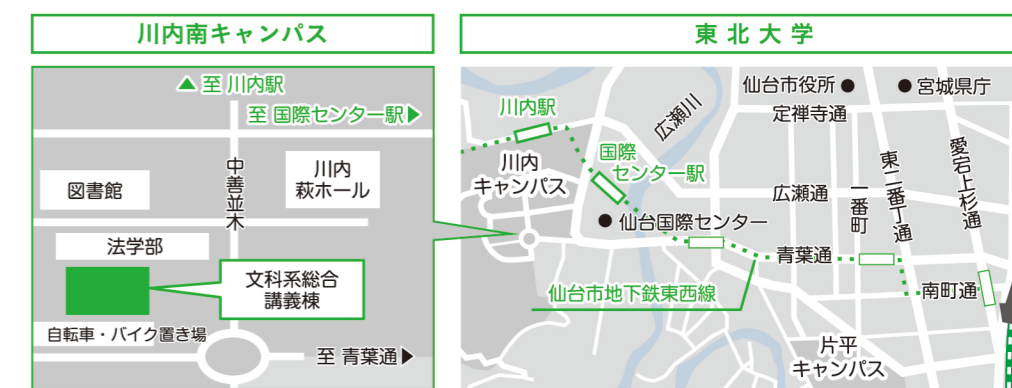 川内南キャンパス
▲至 川内駅
至 国際センター駅▶
中善並木
図書館
川内
萩ホール
法学部
文科系総合
講義棟
自転車・バイク置き場
至 青葉通▶
東北大学
仙台市役所●
●宮城県庁
川内駅
広瀬川
定禅寺通
国際
センター駅
川内
キャンパス
愛宕上杉通
東二番丁通
広瀬通
一番町
●仙台国際センター
青葉通
仙台市地下鉄東西線
南町通
片平
キャンパス